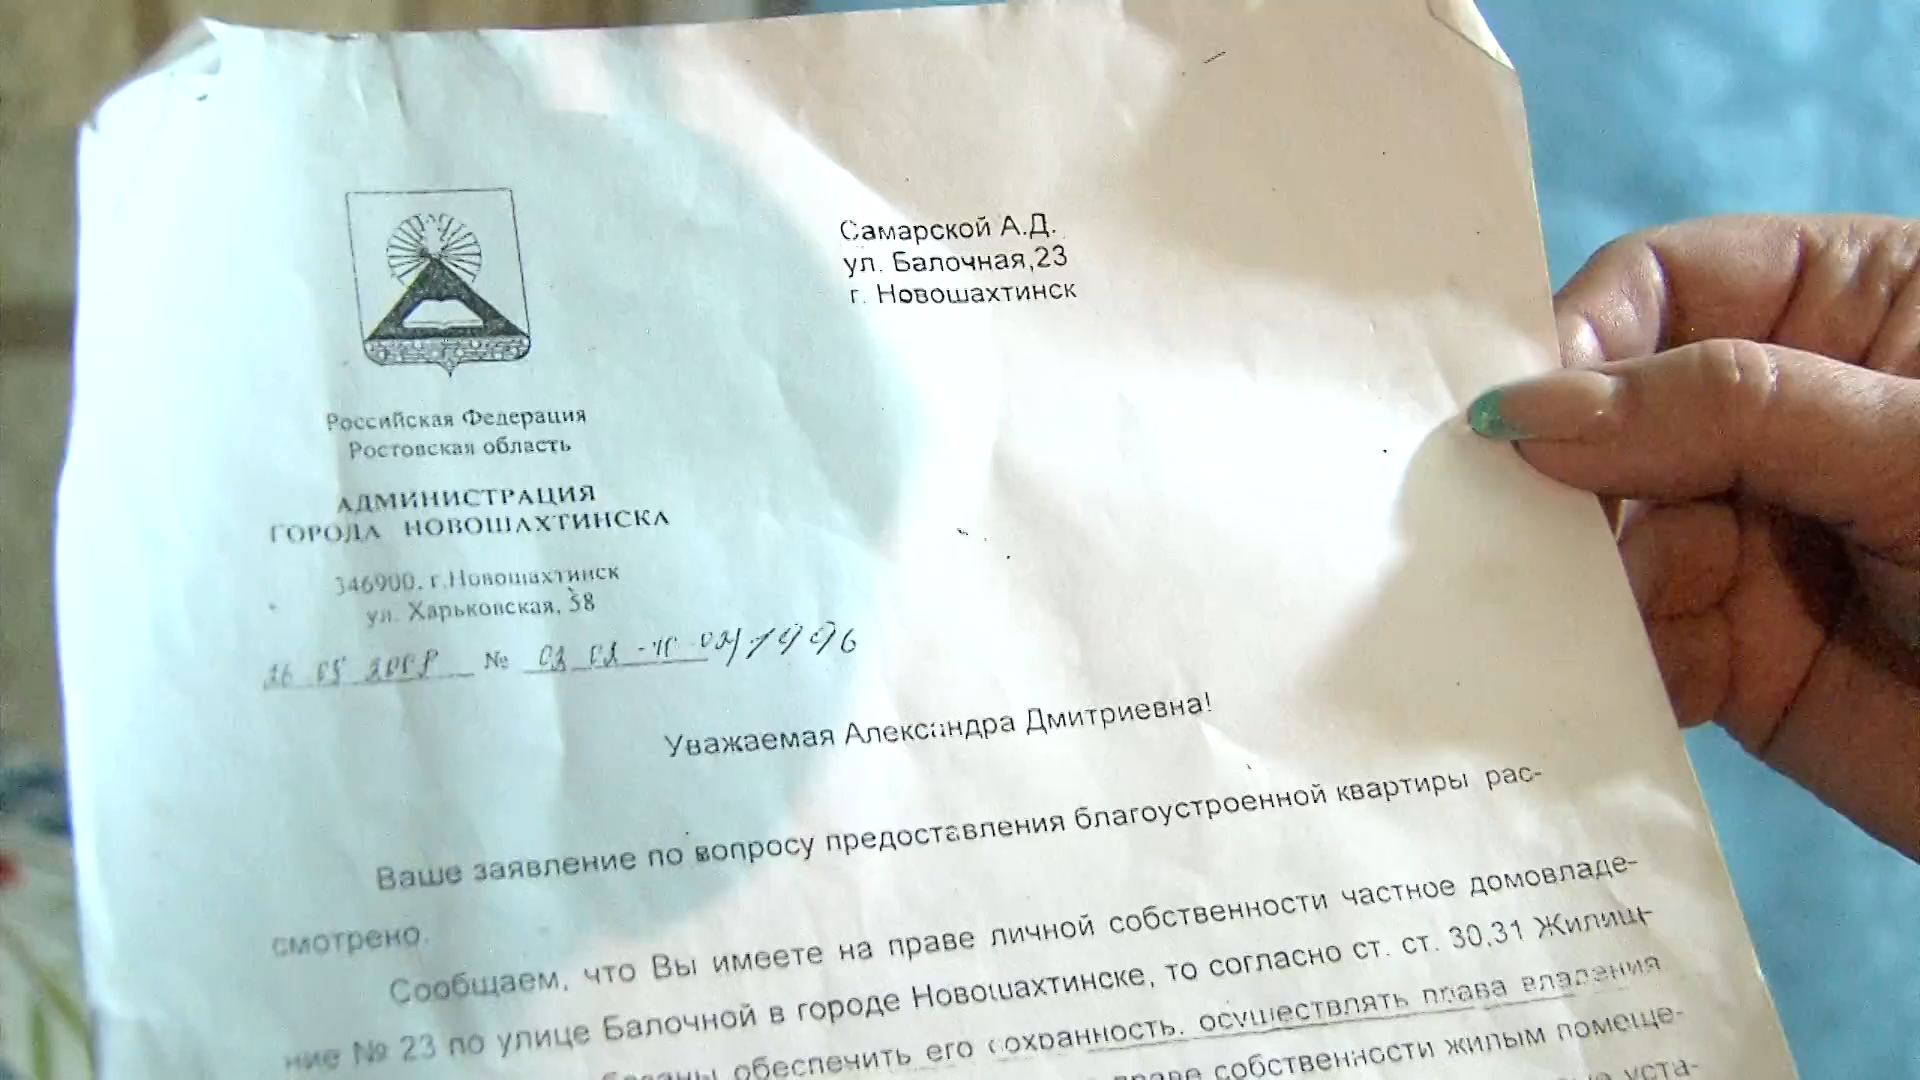 Самарской А.Д.
ул. Балочная,23
г. Новошахтинск
Российская Федерация
Ростовская область
АДМИНИСТРАЦИЯ
ГОРОДА НОВОШАХТИНСКА
346900, г.Новошахтинск
ул. Харьковская, 58
№
Уважаемая Александра Дмитриевна!
Ваше заявление по вопросу предоставления благоустроенной квартиры рас-
смотрено.
Сообщаем, что Вы имеете на праве личной собственности частное домовладе-
ние № 23 по улице Балочной в городе Новошахтинске, то согласно ст. ст. 30,31 Жилищ-
обеспечить его сохранность, осуществлять права владения
праве собственности жилым помеще-
уста-